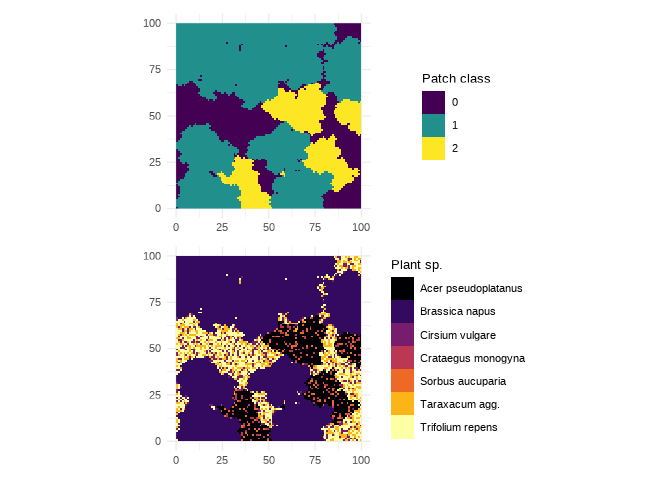 100
75
50
25
0
0 25 50 75 100
Patch class
0
1
2
100
75
50
25
0
0 25 50 75 100
Plant sp.
Acer pseudoplatanus
Brassica napus
Cirsium vulgare
Crataegus monogyna
Sorbus aucuparia
Taraxacum agg.
Trifolium repens